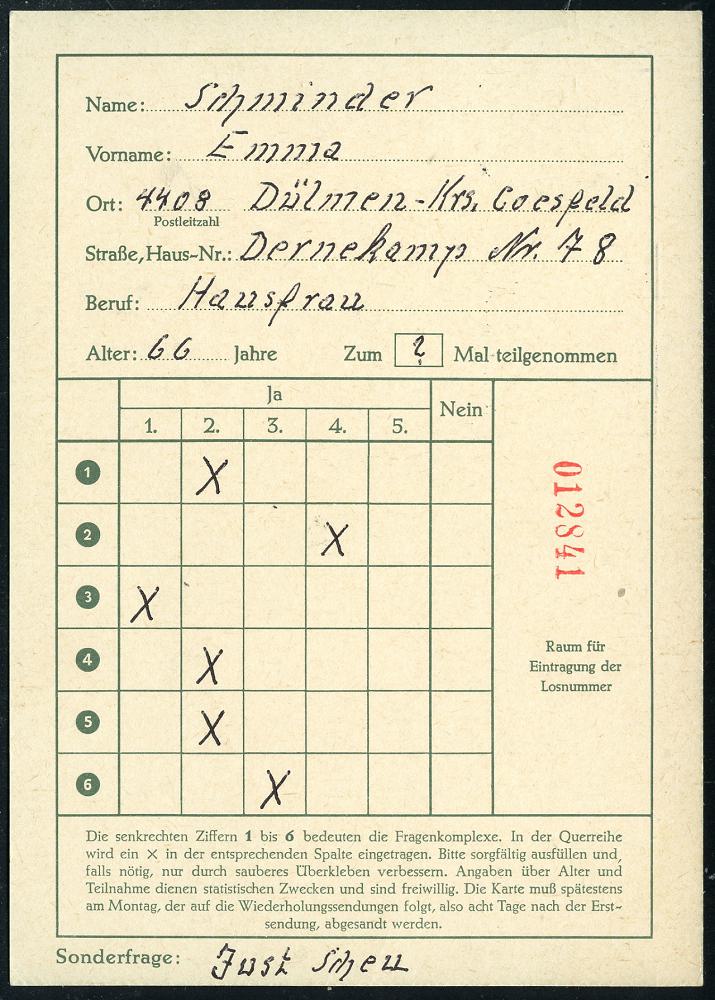 Name: Schminder
Vorname: Emma
Ort: 4408 Dülmen-Krs. Coesfeld
Postleitzahl
Straße, Haus-Nr.: Dernekamp Nr. 78
Beruf: Hausfrau
Alter: 66 Jahre Zum ? Mal teilgenommen
Ja
Nein
1. 2. 3. 4. 5.
1 X
2 X
3 X
4 X
5 X
6 X
012841
Raum für
Eintragung der
Losnummer
Die senkrechten Ziffern 1 bis 6 bedeuten die Fragenkomplexe. In der Querreihe
wird ein × in der entsprechenden Spalte eingetragen. Bitte sorgfältig ausfüllen und,
falls nötig, nur durch sauberes Überkleben verbessern. Angaben über Alter und
Teilnahme dienen statistischen Zwecken und sind freiwillig. Die Karte muß spätestens
am Montag, der auf die Wiederholungssendungen folgt, also acht Tage nach der Erst-
sendung, abgesandt werden.
Sonderfrage: Just Scheu